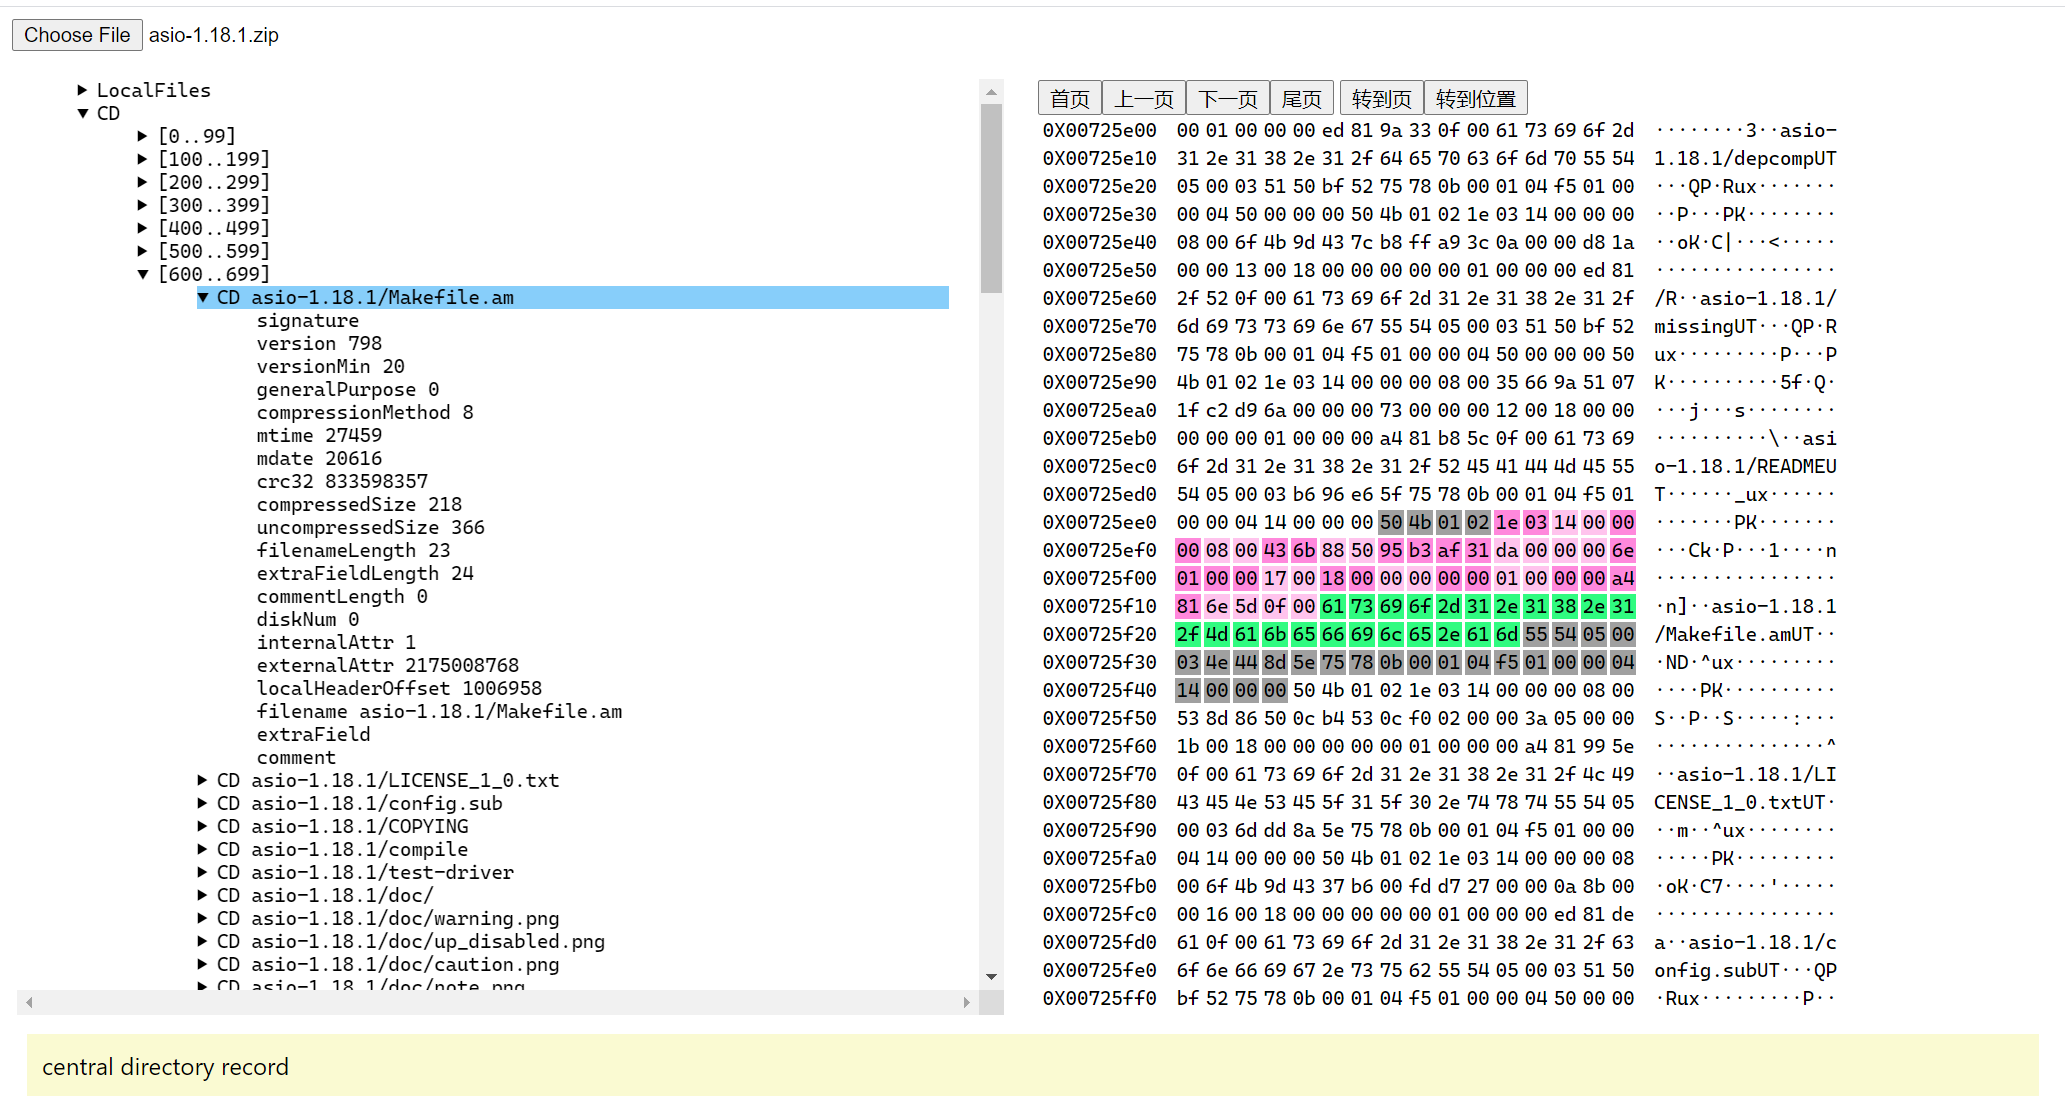 Choose File asio-1.18.1.zip
LocalFiles
CD
[0..99]
[100..199]
[200..299]
[300..399]
[400..499]
[500..599]
[600..699]
CD asio-1.18.1/Makefile.am
signature
version 798
versionMin 20
generalPurpose 0
compressionMethod 8
mtime 27459
mdate 20616
crc32 833598357
compressedSize 218
uncompressedSize 366
filenameLength 23
extraFieldLength 24
commentLength 0
diskNum 0
internalAttr 1
externalAttr 2175008768
localHeaderOffset 1006958
filename asio-1.18.1/Makefile.am
extraField
comment
CD asio-1.18.1/LICENSE_1_0.txt
CD asio-1.18.1/config.sub
CD asio-1.18.1/COPYING
CD asio-1.18.1/compile
CD asio-1.18.1/test-driver
CD asio-1.18.1/doc/
CD asio-1.18.1/doc/warning.png
CD asio-1.18.1/doc/up_disabled.png
CD asio-1.18.1/doc/caution.png
CD asio-1.18.1/doc/note.png
首页 上一页 下一页 尾页 转到页 转到位置
0X00725e00 00 01 00 00 00 ed 81 9a 33 0f 00 61 73 69 6f 2d ········3··asio-
0X00725e10 31 2e 31 38 2e 31 2f 64 65 70 63 6f 6d 70 55 54 1.18.1/depcompUT
0X00725e20 05 00 03 51 50 bf 52 75 78 0b 00 01 04 f5 01 00 ···QP·Rux·······
0X00725e30 00 04 50 00 00 00 50 4b 01 02 1e 03 14 00 00 00 ··P···PK········
0X00725e40 08 00 6f 4b 9d 43 7c b8 ff a9 3c 0a 00 00 d8 1a ··oK·C|···<·····
0X00725e50 00 00 13 00 18 00 00 00 00 00 01 00 00 00 ed 81 ················
0X00725e60 2f 52 0f 00 61 73 69 6f 2d 31 2e 31 38 2e 31 2f /R··asio-1.18.1/
0X00725e70 6d 69 73 73 69 6e 67 55 54 05 00 03 51 50 bf 52 missingUT···QP·R
0X00725e80 75 78 0b 00 01 04 f5 01 00 00 04 50 00 00 00 50 ux·········P···P
0X00725e90 4b 01 02 1e 03 14 00 00 00 08 00 35 66 9a 51 07 K··········5f·Q·
0X00725ea0 1f c2 d9 6a 00 00 00 73 00 00 00 12 00 18 00 00 ···j···s········
0X00725eb0 00 00 00 01 00 00 00 a4 81 b8 5c 0f 00 61 73 69 ··········\··asi
0X00725ec0 6f 2d 31 2e 31 38 2e 31 2f 52 45 41 44 4d 45 55 o-1.18.1/READMEU
0X00725ed0 54 05 00 03 b6 96 e6 5f 75 78 0b 00 01 04 f5 01 T······_ux······
0X00725ee0 00 00 04 14 00 00 00 50 4b 01 02 1e 03 14 00 00 ·······PK·······
0X00725ef0 00 08 00 43 6b 88 50 95 b3 af 31 da 00 00 00 6e ···Ck·P···1····n
0X00725f00 01 00 00 17 00 18 00 00 00 00 00 01 00 00 00 a4 ················
0X00725f10 81 6e 5d 0f 00 61 73 69 6f 2d 31 2e 31 38 2e 31 ·n]··asio-1.18.1
0X00725f20 2f 4d 61 6b 65 66 69 6c 65 2e 61 6d 55 54 05 00 /Makefile.amUT··
0X00725f30 03 4e 44 8d 5e 75 78 0b 00 01 04 f5 01 00 00 04 ·ND·^ux·········
0X00725f40 14 00 00 00 50 4b 01 02 1e 03 14 00 00 00 08 00 ····PK··········
0X00725f50 53 8d 86 50 0c b4 53 0c f0 02 00 00 3a 05 00 00 S··P··S·····:···
0X00725f60 1b 00 18 00 00 00 00 00 01 00 00 00 a4 81 99 5e ···············^
0X00725f70 0f 00 61 73 69 6f 2d 31 2e 31 38 2e 31 2f 4c 49 ··asio-1.18.1/LI
0X00725f80 43 45 4e 53 45 5f 31 5f 30 2e 74 78 74 55 54 05 CENSE_1_0.txtUT·
0X00725f90 00 03 6d dd 8a 5e 75 78 0b 00 01 04 f5 01 00 00 ··m··^ux········
0X00725fa0 04 14 00 00 00 50 4b 01 02 1e 03 14 00 00 00 08 ·····PK·········
0X00725fb0 00 6f 4b 9d 43 37 b6 00 fd d7 27 00 00 0a 8b 00 ·oK·C7····'·····
0X00725fc0 00 16 00 18 00 00 00 00 00 01 00 00 00 ed 81 de ················
0X00725fd0 61 0f 00 61 73 69 6f 2d 31 2e 31 38 2e 31 2f 63 a··asio-1.18.1/c
0X00725fe0 6f 6e 66 69 67 2e 73 75 62 55 54 05 00 03 51 50 onfig.subUT···QP
0X00725ff0 bf 52 75 78 0b 00 01 04 f5 01 00 00 04 50 00 00 ·Rux·········P··
central directory record